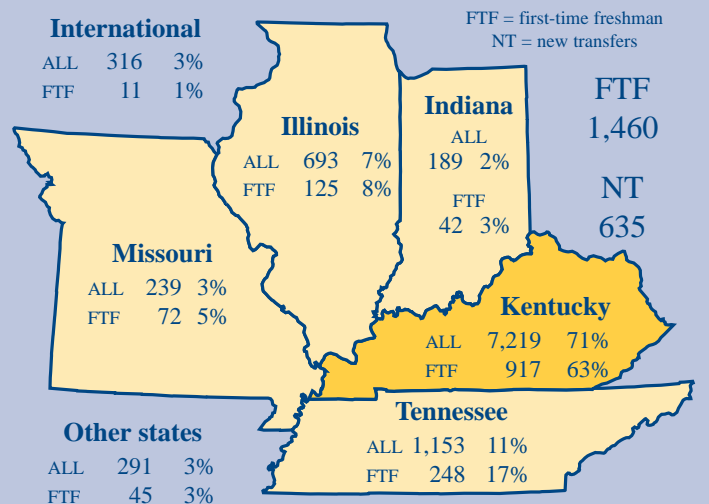 FTF = first-time freshman
NT = new transfers
International
ALL 316 3%
FTF 11 1%
FTF
1,460
NT
635
Illinois
ALL 693 7%
FTF 125 8%
Indiana
ALL
189 2%
FTF
42 3%
Missouri
ALL 239 3%
FTF 72 5%
Kentucky
ALL 7,219 71%
FTF 917 63%
Tennessee
ALL 1,153 11%
FTF 248 17%
Other states
ALL 291 3%
FTF 45 3%